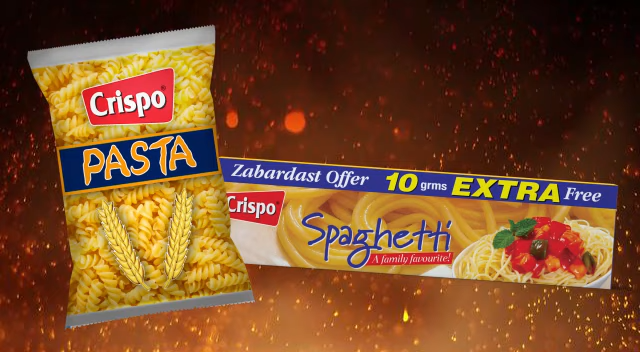 Crispo
PASTA
Zabardast Offer 10 grms EXTRA Free
Crispo
Spaghetti
A family favourite!